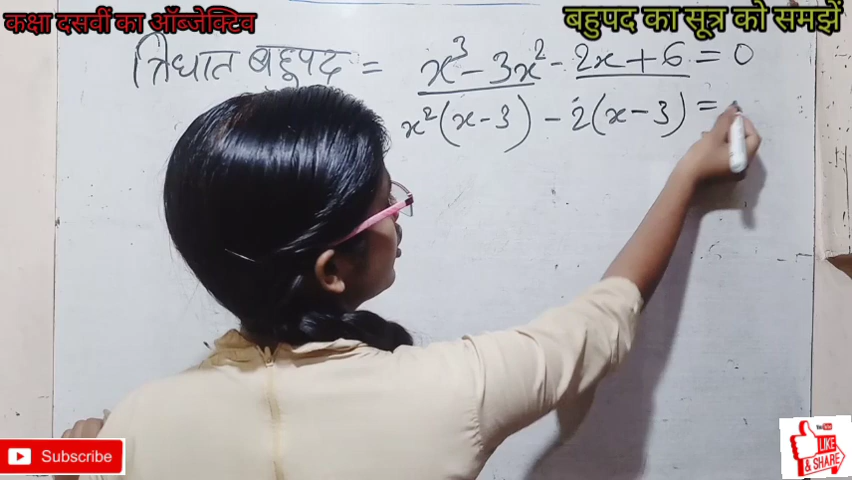 कक्षा दसवीं का ऑब्जेक्टिव
बहुपद का सूत्र को समझें
त्रिघात बहूपद = x³ - 3x² - 2x + 6 = 0
x²(x-3) - 2(x-3) =
Subscribe
YouTube
LIKE
& SHARE